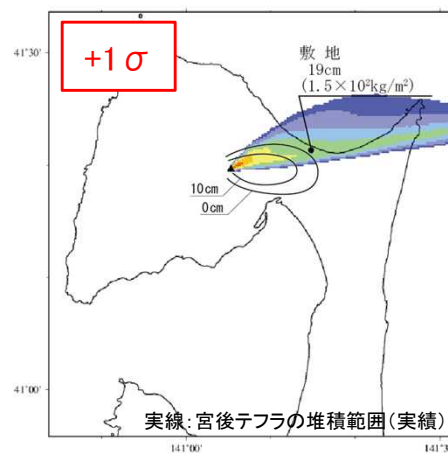 41°30'
+1σ
敷 地
19cm
(1.5×10²kg/m²)
10cm
0cm
41°00'
実線:宮後テフラの堆積範囲(実績)
141°00'